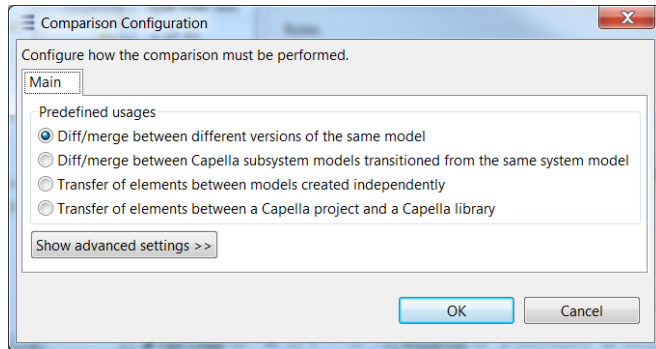 Comparison Configuration
Configure how the comparison must be performed.
Main
Predefined usages
Diff/merge between different versions of the same model
Diff/merge between Capella subsystem models transitioned from the same system model
Transfer of elements between models created independently
Transfer of elements between a Capella project and a Capella library
Show advanced settings >>
OK Cancel